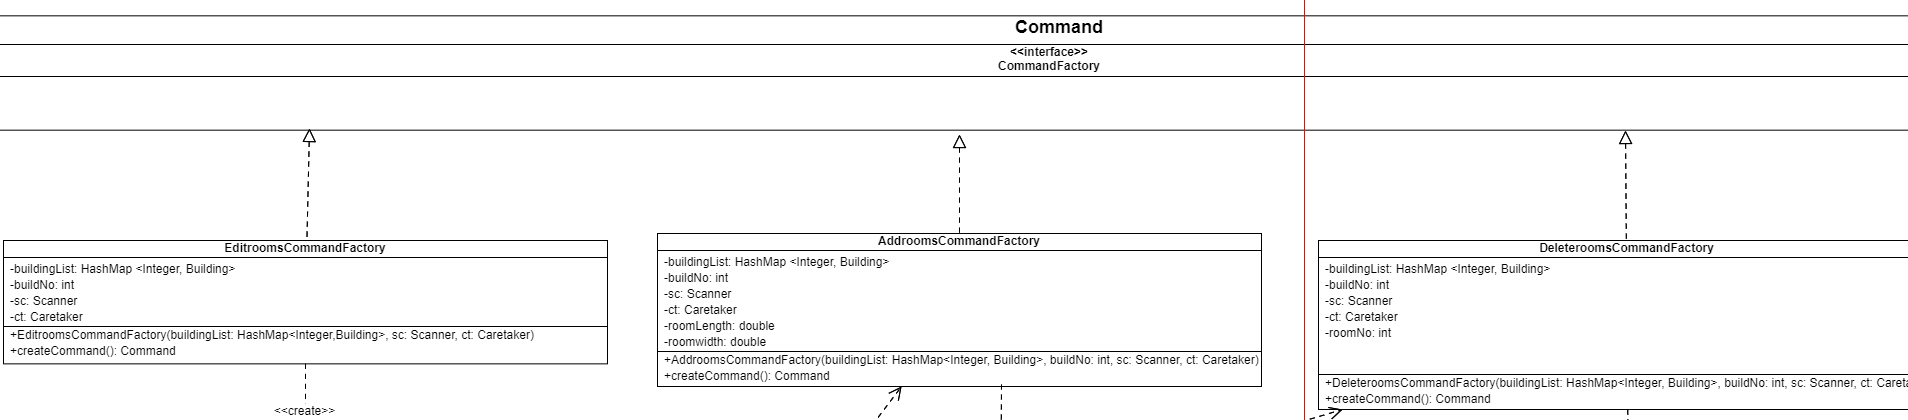 Command
<<interface>>
CommandFactory
EditroomsCommandFactory
-buildingList: HashMap <Integer, Building>
-buildNo: int
-sc: Scanner
-ct: Caretaker
+EditroomsCommandFactory(buildingList: HashMap<Integer,Building>, sc: Scanner, ct: Caretaker)
+createCommand(): Command
<<create>>
AddroomsCommandFactory
-buildingList: HashMap <Integer, Building>
-buildNo: int
-sc: Scanner
-ct: Caretaker
-roomLength: double
-roomwidth: double
+AddroomsCommandFactory(buildingList: HashMap<Integer, Building>, buildNo: int, sc: Scanner, ct: Caretaker)
+createCommand(): Command
DeleteroomsCommandFactory
-buildingList: HashMap <Integer, Building>
-buildNo: int
-sc: Scanner
-ct: Caretaker
-roomNo: int
+DeleteroomsCommandFactory(buildingList: HashMap<Integer, Building>, buildNo: int, sc: Scanner, ct: Careta
+createCommand(): Command